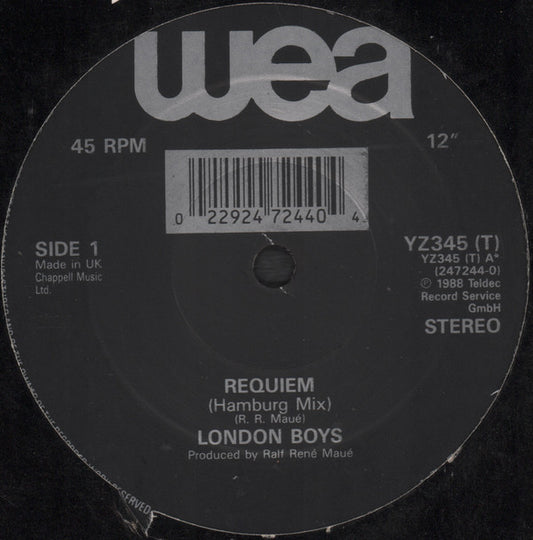 wea
45 RPM
12"
0 22924 72440 4
SIDE 1
Made in UK
Chappell Music
Ltd.
YZ345 (T)
YZ345 (T) A*
(247244-0)
℗ 1988 Teldec
Record Service
GmbH
STEREO
REQUIEM
(Hamburg Mix)
(R. R. Maué)
LONDON BOYS
Produced by Ralf René Maué
RESERVED